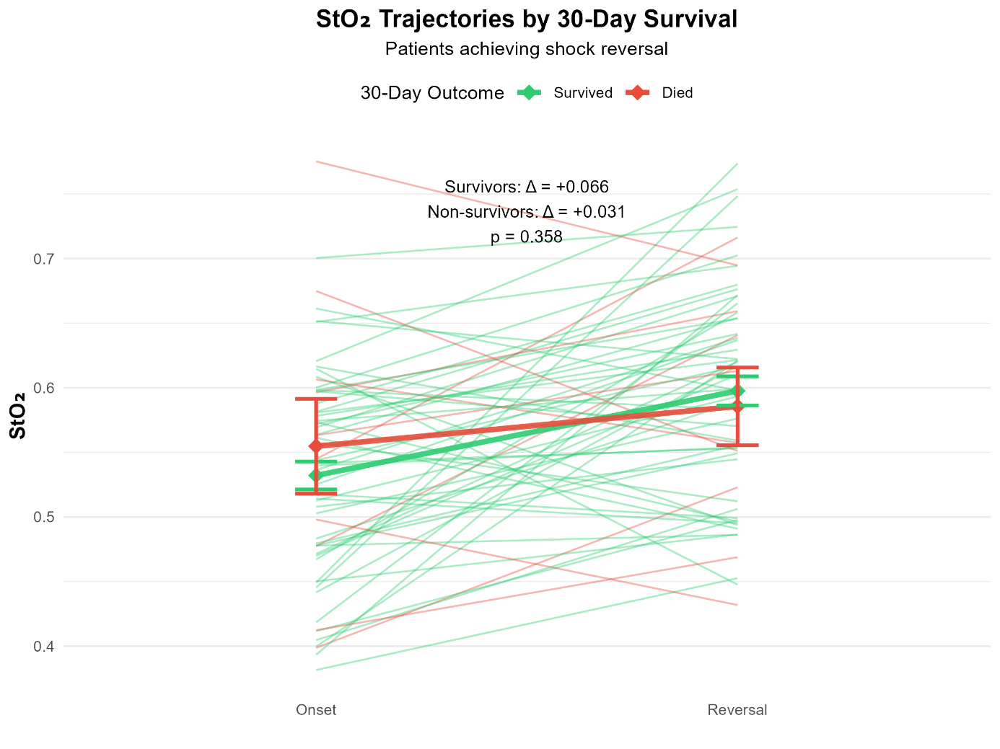 StO₂ Trajectories by 30-Day Survival
Patients achieving shock reversal
30-Day Outcome Survived Died
Survivors: Δ = +0.066
Non-survivors: Δ = +0.031
p = 0.358
0.7
0.6
0.5
0.4
StO₂
Onset Reversal